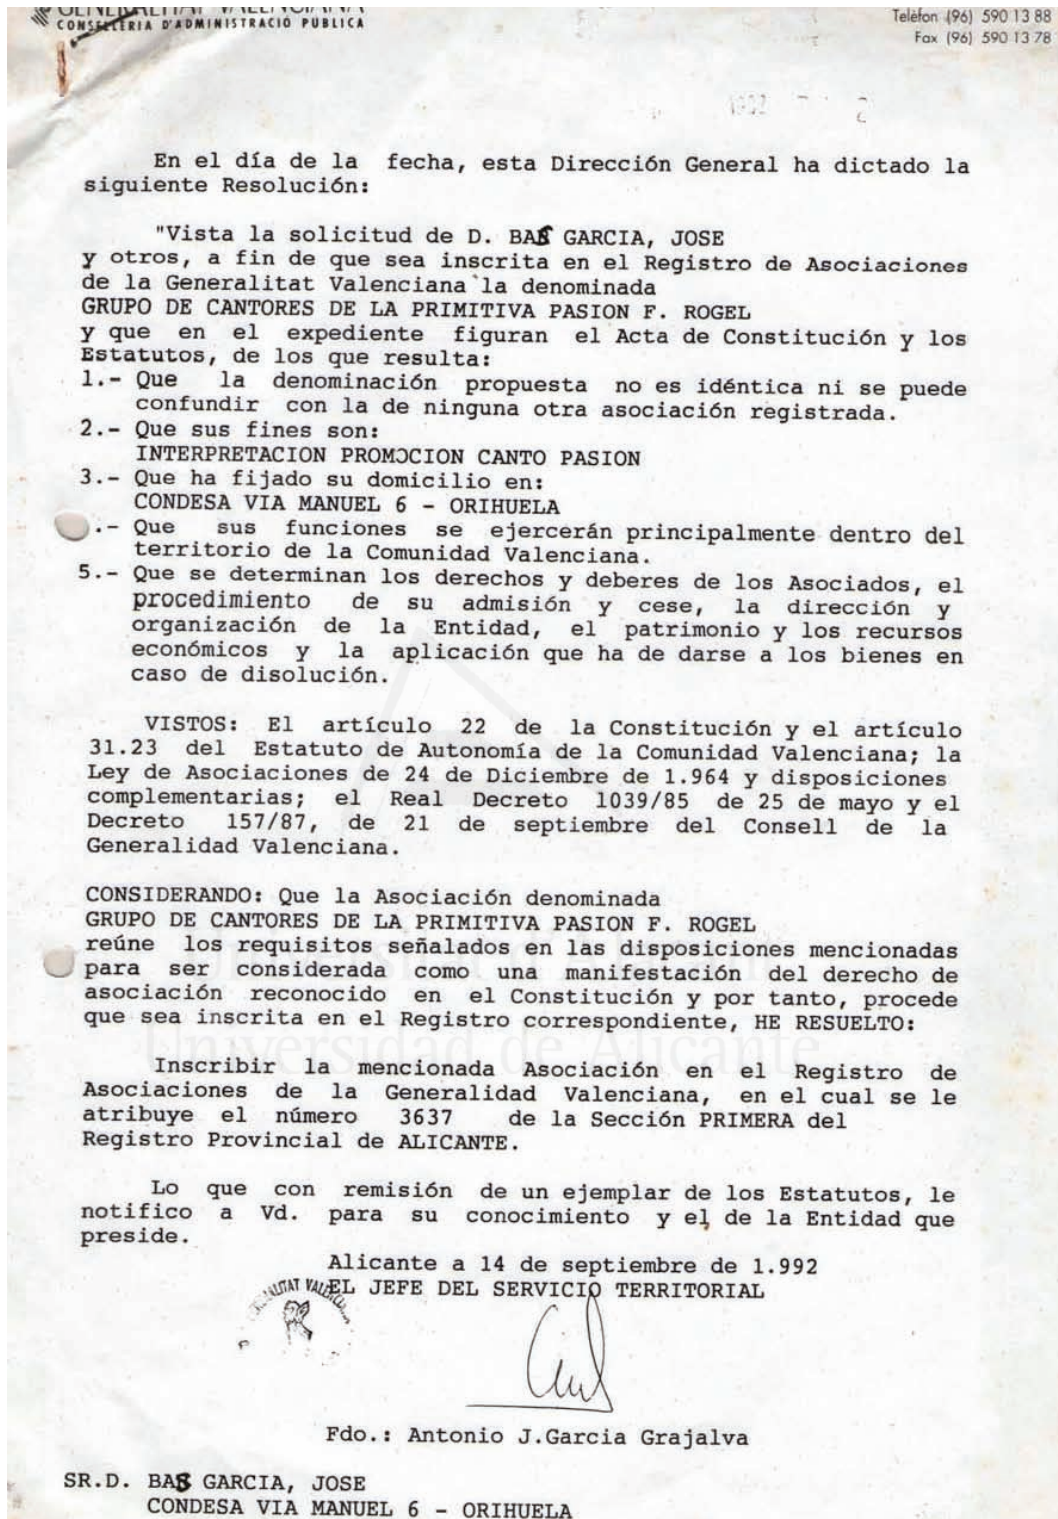 GENERALITAT VALENCIANA
CONSELLERIA D'ADMINISTRACIÓ PÚBLICA
Telèfon (96) 590 13 88
Fax (96) 590 13 78
1992
En el día de la fecha, esta Dirección General ha dictado la
siguiente Resolución:
"Vista la solicitud de D. BAS GARCIA, JOSE
y otros, a fin de que sea inscrita en el Registro de Asociaciones
de la Generalitat Valenciana la denominada
GRUPO DE CANTORES DE LA PRIMITIVA PASION F. ROGEL
y que en el expediente figuran el Acta de Constitución y los
Estatutos, de los que resulta:
1.- Que la denominación propuesta no es idéntica ni se puede
confundir con la de ninguna otra asociación registrada.
2.- Que sus fines son:
INTERPRETACION PROMOCION CANTO PASION
3.- Que ha fijado su domicilio en:
CONDESA VIA MANUEL 6 - ORIHUELA
.- Que sus funciones se ejercerán principalmente dentro del
territorio de la Comunidad Valenciana.
5.- Que se determinan los derechos y deberes de los Asociados, el
procedimiento de su admisión y cese, la dirección y
organización de la Entidad, el patrimonio y los recursos
económicos y la aplicación que ha de darse a los bienes en
caso de disolución.
VISTOS: El artículo 22 de la Constitución y el artículo
31.23 del Estatuto de Autonomía de la Comunidad Valenciana; la
Ley de Asociaciones de 24 de Diciembre de 1.964 y disposiciones
complementarias; el Real Decreto 1039/85 de 25 de mayo y el
Decreto 157/87, de 21 de septiembre del Consell de la
Generalidad Valenciana.
CONSIDERANDO: Que la Asociación denominada
GRUPO DE CANTORES DE LA PRIMITIVA PASION F. ROGEL
reúne los requisitos señalados en las disposiciones mencionadas
para ser considerada como una manifestación del derecho de
asociación reconocido en el Constitución y por tanto, procede
que sea inscrita en el Registro correspondiente, HE RESUELTO:
Universitat d'Alacant
Universidad de Alicante
Inscribir la mencionada Asociación en el Registro de
Asociaciones de la Generalidad Valenciana, en el cual se le
atribuye el número 3637 de la Sección PRIMERA del
Registro Provincial de ALICANTE.
Lo que con remisión de un ejemplar de los Estatutos, le
notifico a Vd. para su conocimiento y el de la Entidad que
preside.
Alicante a 14 de septiembre de 1.992
EL JEFE DEL SERVICIO TERRITORIAL
Fdo.: Antonio J.Garcia Grajalva
SR.D. BAS GARCIA, JOSE
CONDESA VIA MANUEL 6 - ORIHUELA